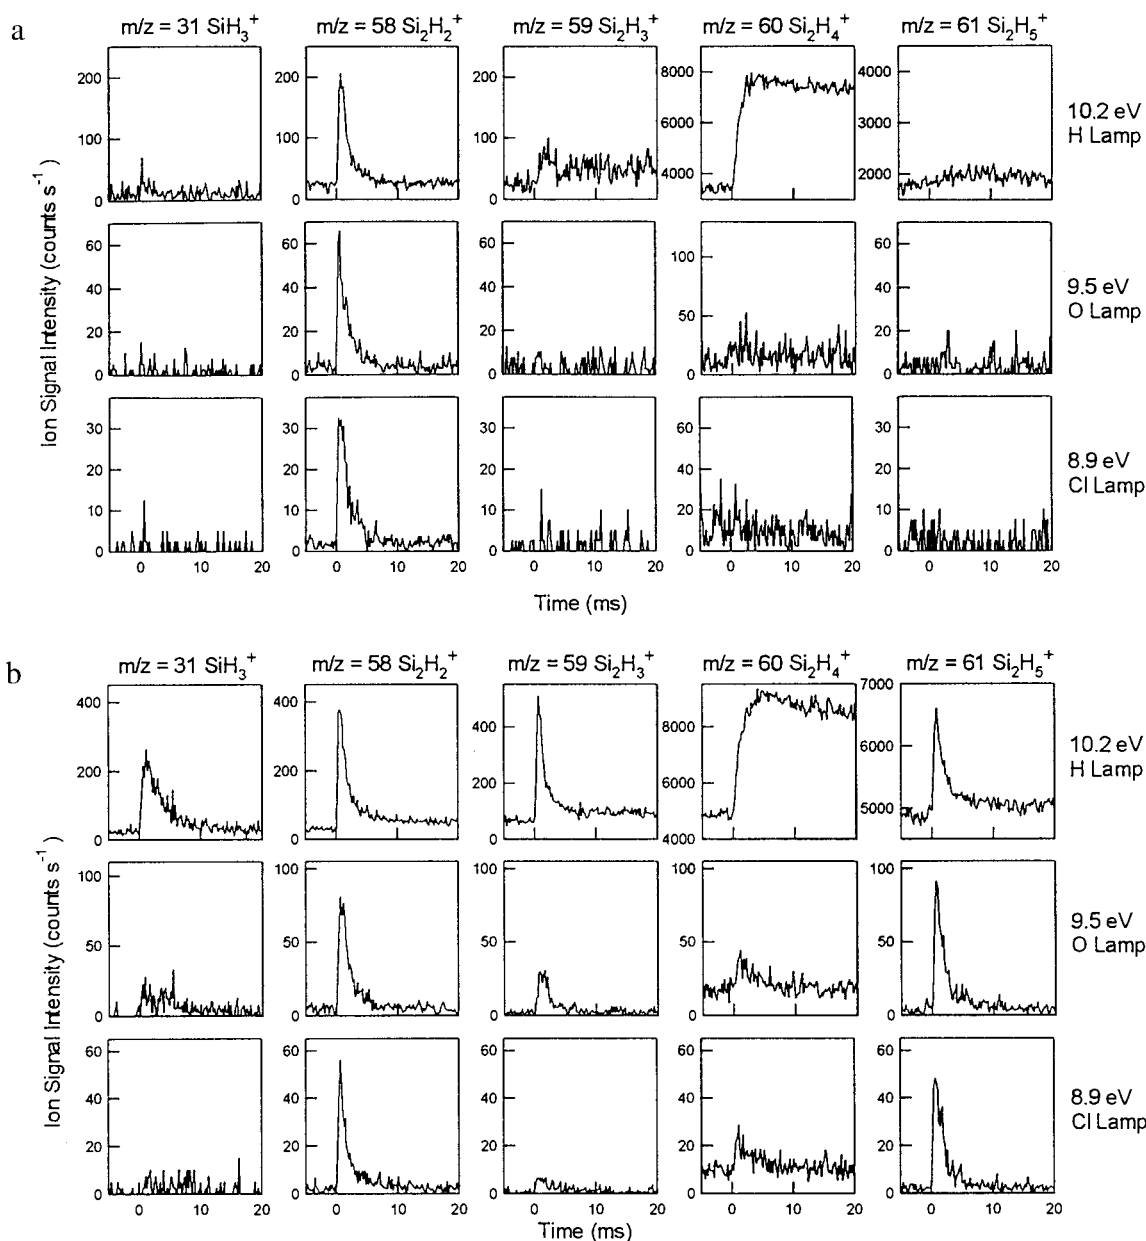 a
m/z = 31 SiH₃⁺ m/z = 58 Si₂H₂⁺ m/z = 59 Si₂H₃⁺ m/z = 60 Si₂H₄⁺ m/z = 61 Si₂H₅⁺
200 200 200 8000 4000
100 100 100 6000 3000
0 0 0 4000 2000
10.2 eV
H Lamp
60 60 60 100 60
40 40 40 40
20 20 20 50 20
0 0 0 0 0
9.5 eV
O Lamp
30 30 30 60 30
20 20 20 40 20
10 10 10 20 10
0 0 0 0 0
8.9 eV
Cl Lamp
0 10 20 0 10 20 0 10 20 0 10 20 0 10 20
Ion Signal Intensity (counts s⁻¹)
Time (ms)
b
m/z = 31 SiH₃⁺ m/z = 58 Si₂H₂⁺ m/z = 59 Si₂H₃⁺ m/z = 60 Si₂H₄⁺ m/z = 61 Si₂H₅⁺
400 400 400 8000 7000
200 200 200 6000 6000
0 0 0 4000 5000
10.2 eV
H Lamp
100 100 100 100 100
50 50 50 50 50
0 0 0 0 0
9.5 eV
O Lamp
60 60 60 60 60
40 40 40 40 40
20 20 20 20 20
0 0 0 0 0
8.9 eV
Cl Lamp
0 10 20 0 10 20 0 10 20 0 10 20 0 10 20
Ion Signal Intensity (counts s⁻¹)
Time (ms)